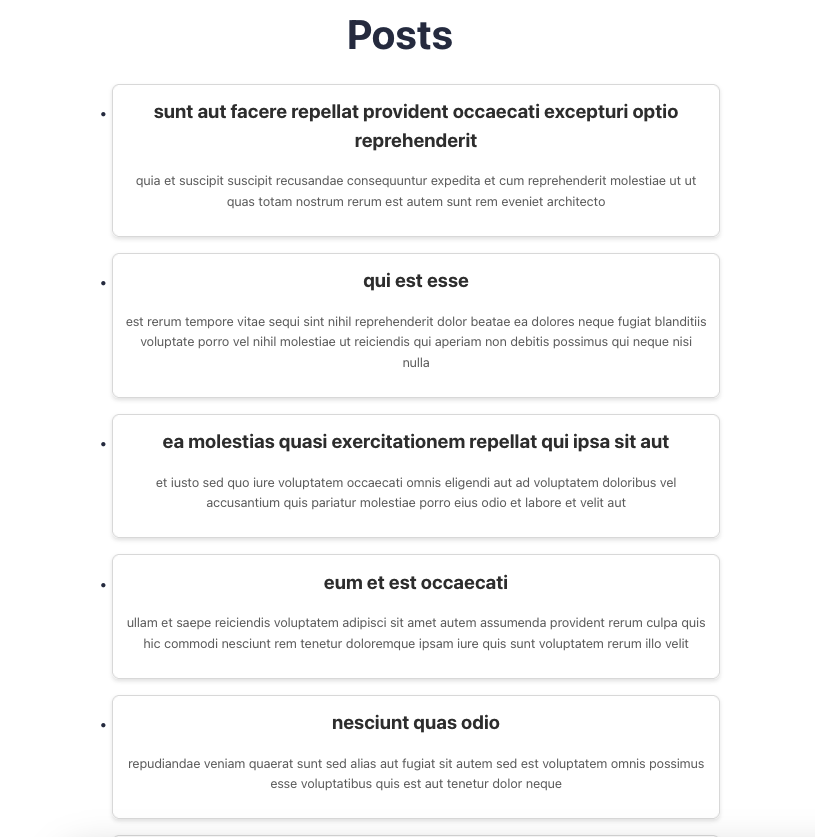 Posts
sunt aut facere repellat provident occaecati excepturi optio
reprehenderit
quia et suscipit suscipit recusandae consequuntur expedita et cum reprehenderit molestiae ut ut
quas totam nostrum rerum est autem sunt rem eveniet architecto
qui est esse
est rerum tempore vitae sequi sint nihil reprehenderit dolor beatae ea dolores neque fugiat blanditiis
voluptate porro vel nihil molestiae ut reiciendis qui aperiam non debitis possimus qui neque nisi
nulla
ea molestias quasi exercitationem repellat qui ipsa sit aut
et iusto sed quo iure voluptatem occaecati omnis eligendi aut ad voluptatem doloribus vel
accusantium quis pariatur molestiae porro eius odio et labore et velit aut
eum et est occaecati
ullam et saepe reiciendis voluptatem adipisci sit amet autem assumenda provident rerum culpa quis
hic commodi nesciunt rem tenetur doloremque ipsam iure quis sunt voluptatem rerum illo velit
nesciunt quas odio
repudiandae veniam quaerat sunt sed alias aut fugiat sit autem sed est voluptatem omnis possimus
esse voluptatibus quis est aut tenetur dolor neque